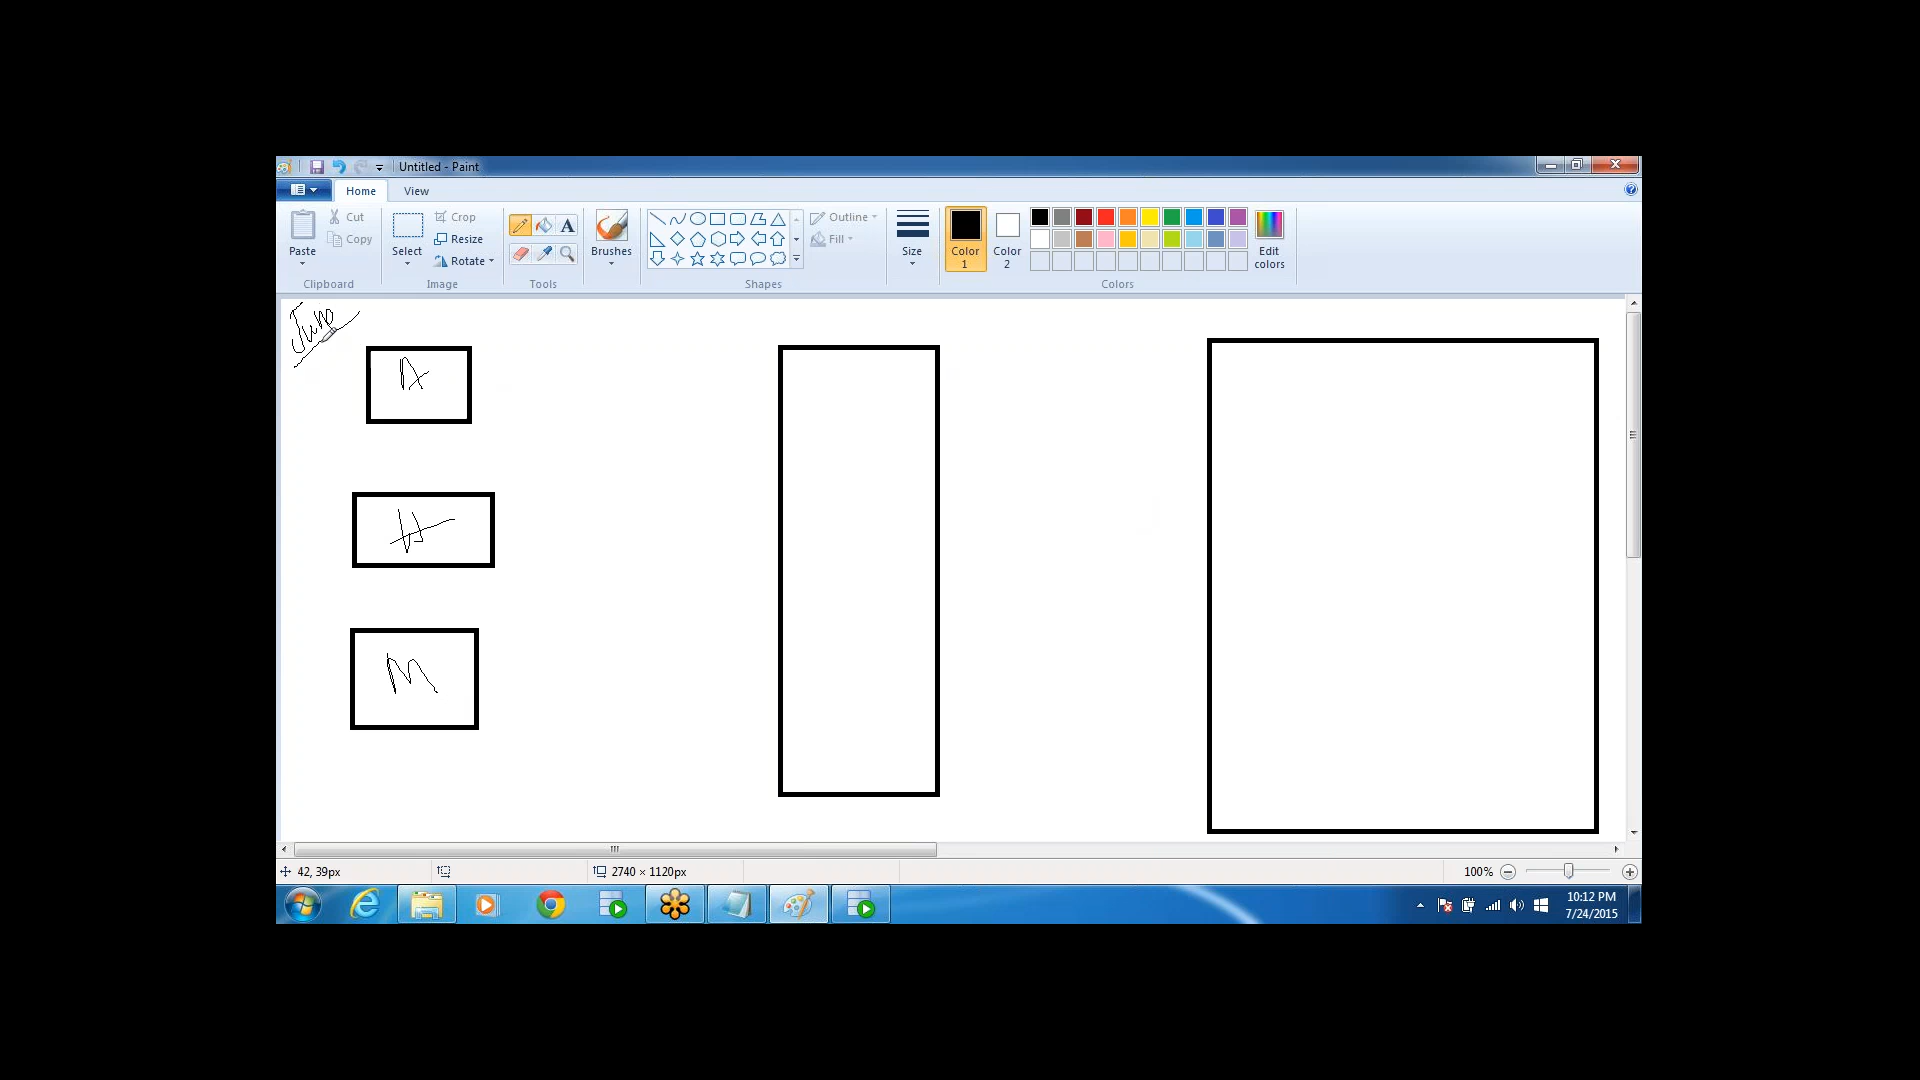 Untitled - Paint
Home View
Paste Cut Copy
Select Crop Resize Rotate
A
Brushes
Outline Fill
Size
Color 1
Color 2
Edit colors
Clipboard Image Tools Shapes Colors
June
A
H
M
42, 39px 2740 × 1120px 100%
10:12 PM
7/24/2015